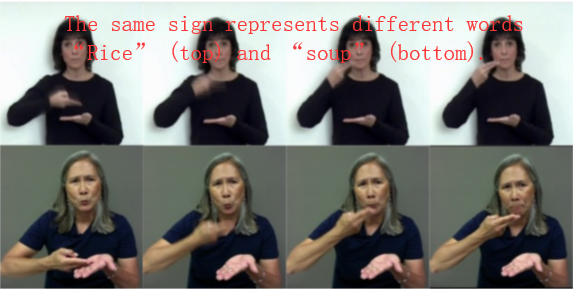 The same sign represents different words
“Rice” (top) and “soup” (bottom).